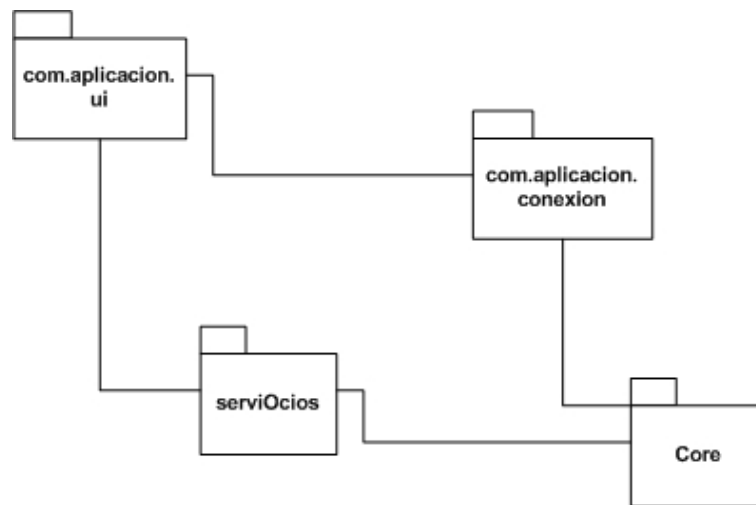 com.aplicacion.
ui
com.aplicacion.
conexion
serviOcios
Core